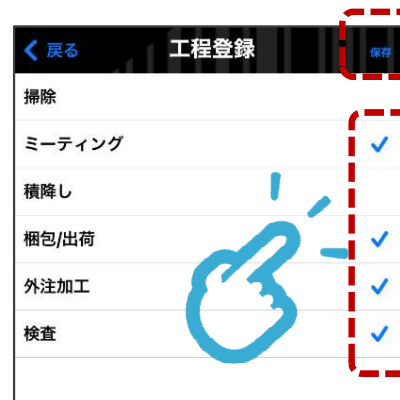 戻る 工程登録 保存
掃除
ミーティング
積降し
梱包/出荷
外注加工
検査